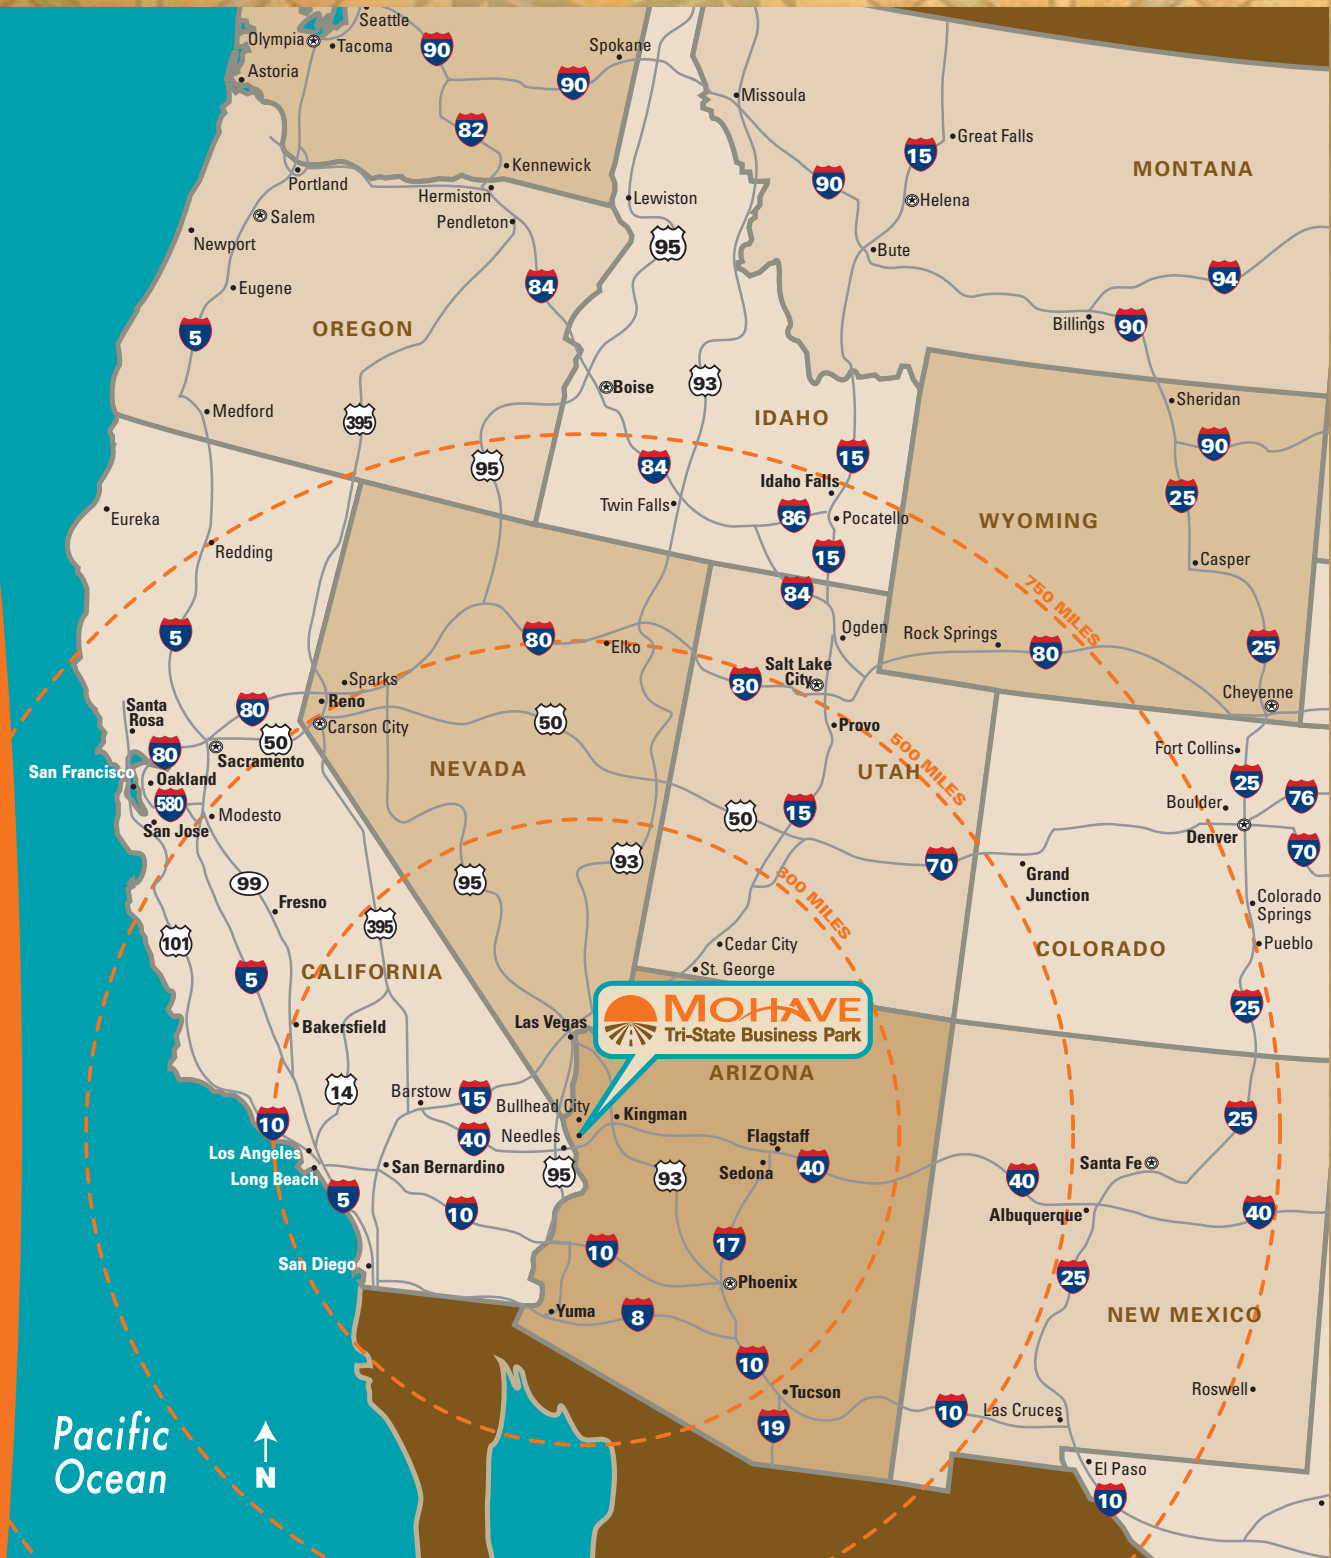 Seattle
Olympia
Tacoma
90
Spokane
Astoria
90
Missoula
82
Great Falls
15
MONTANA
Kennewick
Portland
Hermiston
Lewiston
90
Helena
Salem
Pendleton
Newport
95
Bute
Eugene
84
94
5
OREGON
Billings
90
Boise
93
Sheridan
Medford
395
IDAHO
90
95
84
15
Idaho Falls
25
Twin Falls
86
Pocatello
Eureka
WYOMING
Redding
15
Casper
84
750 MILES
5
80
Elko
Ogden
Rock Springs
80
25
Salt Lake
City
80
Sparks
Reno
Cheyenne
Santa
Rosa
80
50
Carson City
50
Provo
500 MILES
80
Sacramento
Fort Collins
San Francisco
Oakland
NEVADA
UTAH
25
580
Modesto
50
15
Boulder
76
San Jose
Denver
93
70
70
99
95
300 MILES
Grand
Junction
Fresno
Colorado
Springs
101
395
Cedar City
COLORADO
Pueblo
5
CALIFORNIA
St. George
MOHAVE
Tri-State Business Park
25
Bakersfield
Las Vegas
ARIZONA
14
Barstow
15
Bullhead City
Kingman
25
10
40
Needles
Flagstaff
Los Angeles
San Bernardino
Sedona
40
Santa Fe
Long Beach
95
93
40
5
10
Albuquerque
40
10
17
San Diego
25
Phoenix
Yuma
8
NEW MEXICO
10
Tucson
Roswell
10
Las Cruces
19
Pacific
Ocean
N
El Paso
10